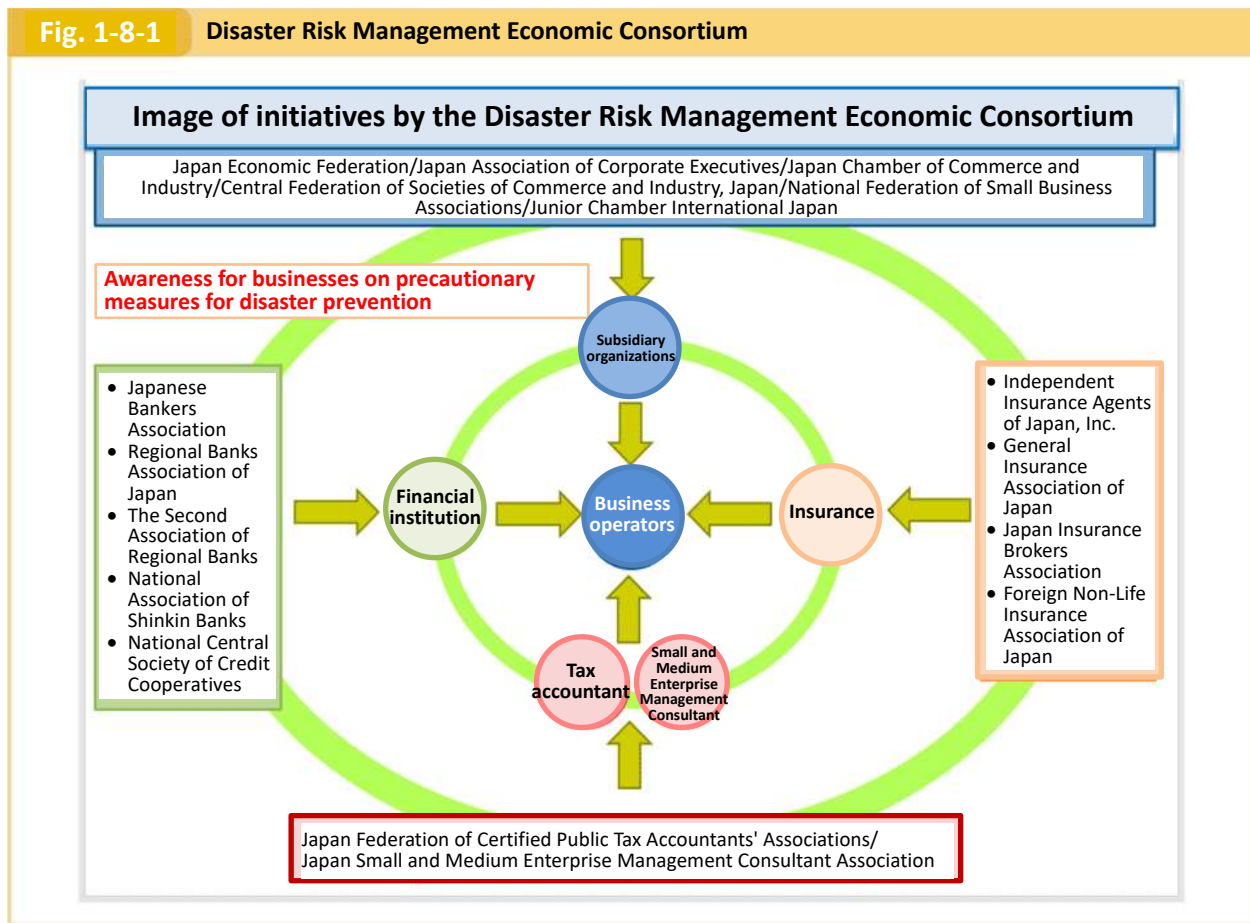 Fig. 1-8-1
Disaster Risk Management Economic Consortium
Image of initiatives by the Disaster Risk Management Economic Consortium
Japan Economic Federation/Japan Association of Corporate Executives/Japan Chamber of Commerce and
Industry/Central Federation of Societies of Commerce and Industry, Japan/National Federation of Small Business
Associations/Junior Chamber International Japan
Awareness for businesses on precautionary
measures for disaster prevention
Subsidiary
organizations
• Japanese
Bankers
Association
• Regional Banks
Association of
Japan
• The Second
Association of
Regional Banks
• National
Association of
Shinkin Banks
• National Central
Society of Credit
Cooperatives
Financial
institution
Business
operators
Insurance
• Independent
Insurance Agents
of Japan, Inc.
• General
Insurance
Association of
Japan
• Japan Insurance
Brokers
Association
• Foreign Non-Life
Insurance
Association of
Japan
Tax
accountant
Small and
Medium
Enterprise
Management
Consultant
Japan Federation of Certified Public Tax Accountants' Associations/
Japan Small and Medium Enterprise Management Consultant Association